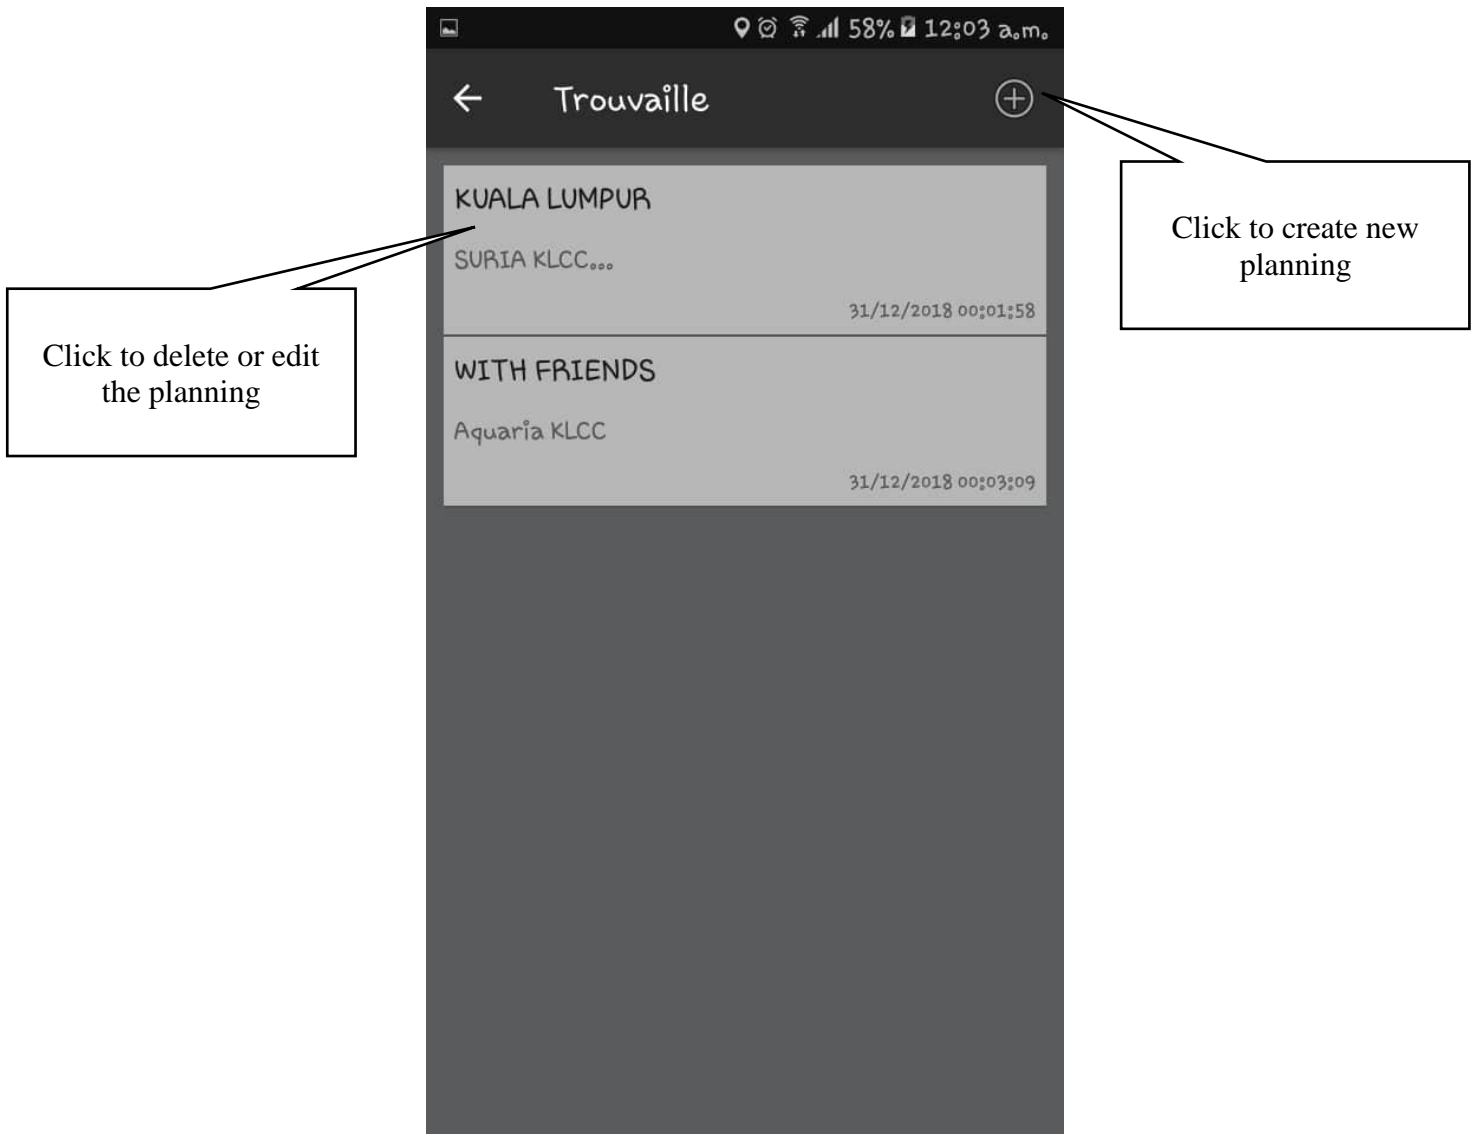 58% 12:03 a.m.
Trouvaille
KUALA LUMPUR
SURIA KLCC...
31/12/2018 00:01:58
WITH FRIENDS
Aquaria KLCC
31/12/2018 00:03:09
Click to delete or edit
the planning
Click to create new
planning